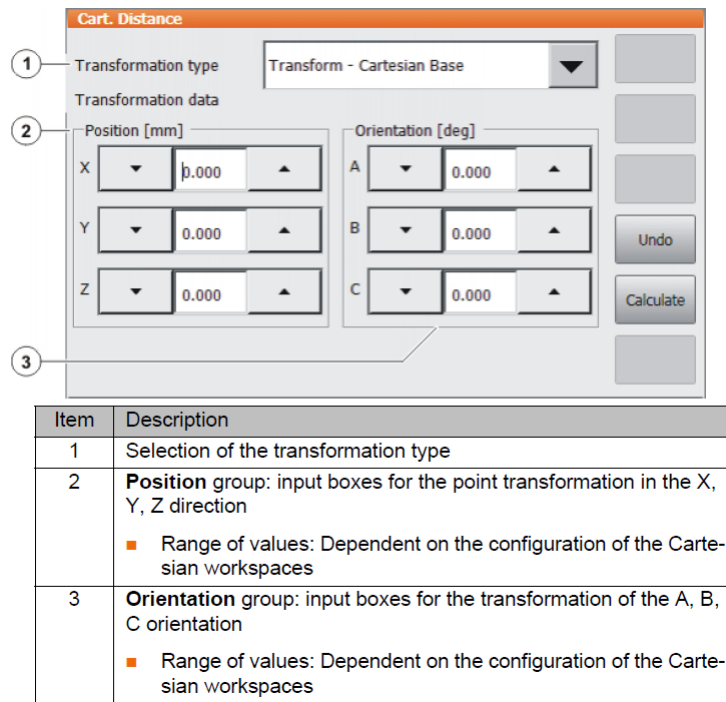 Cart. Distance
1
Transformation type
Transform - Cartesian Base
Transformation data
2
Position [mm]
Orientation [deg]
X
0.000
A
0.000
Y
0.000
B
0.000
Undo
Z
0.000
C
0.000
Calculate
3
Item Description
1 Selection of the transformation type
2 Position group: input boxes for the point transformation in the X,
Y, Z direction
■ Range of values: Dependent on the configuration of the Carte-
sian workspaces
3 Orientation group: input boxes for the transformation of the A, B,
C orientation
■ Range of values: Dependent on the configuration of the Carte-
sian workspaces